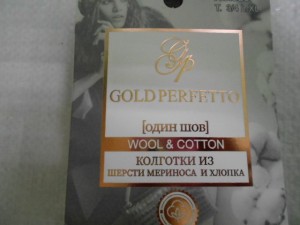 GP
GOLD PERFETTO
[ОДИН ШОВ]
WOOL & COTTON
КОЛГОТКИ ИЗ
ШЕРСТИ МЕРИНОСА И ХЛОПКА